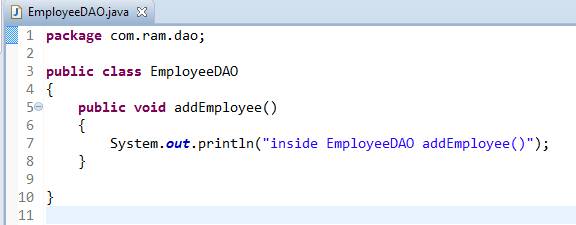 EmployeeDAO.java
1 package com.ram.dao;
2
3 public class EmployeeDAO
4 {
5     public void addEmployee()
6     {
7         System.out.println("inside EmployeeDAO addEmployee()");
8     }
9
10 }
11